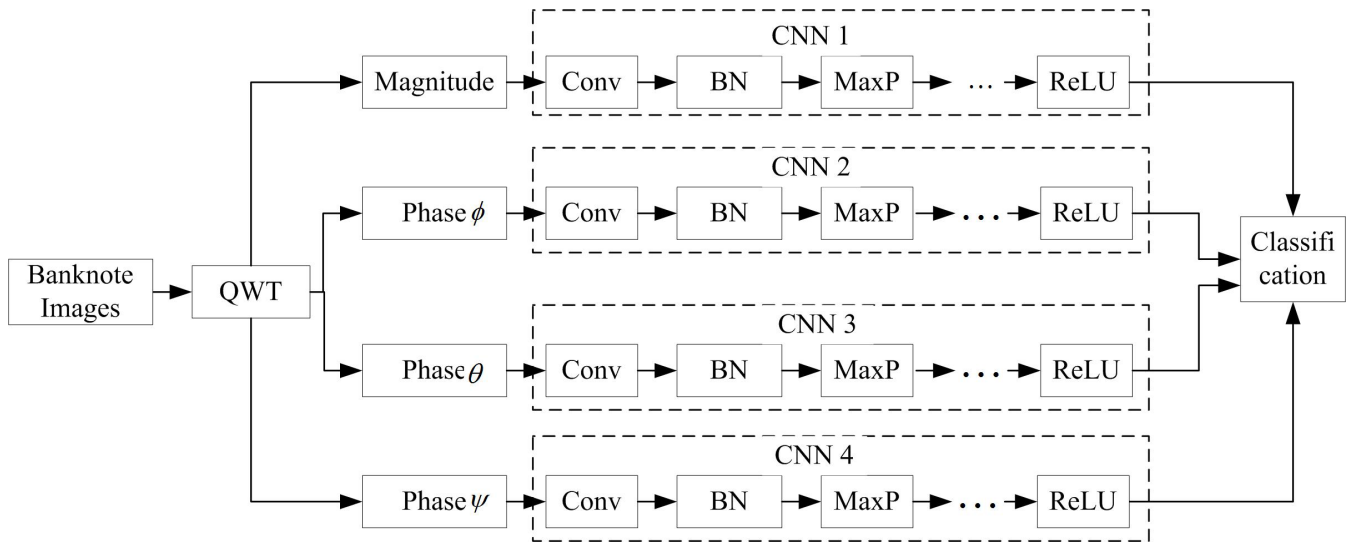 CNN 1
Magnitude
Conv
BN
MaxP
...
ReLU
CNN 2
Phase ϕ
Conv
BN
MaxP
...
ReLU
Banknote
Images
QWT
Classifi
cation
CNN 3
Phase θ
Conv
BN
MaxP
...
ReLU
CNN 4
Phase ψ
Conv
BN
MaxP
...
ReLU